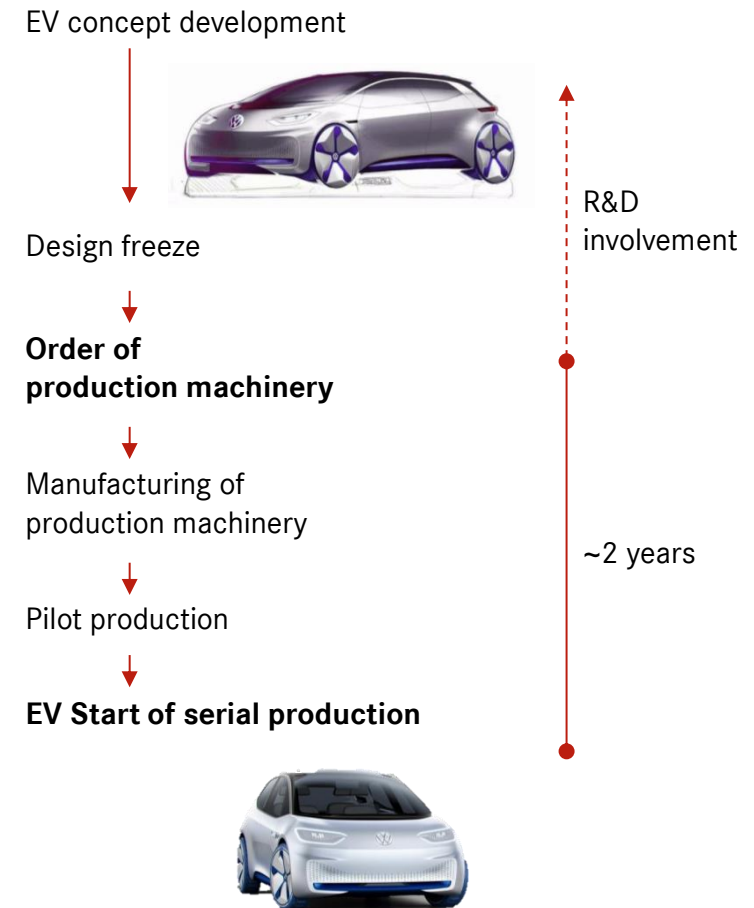 EV concept development
R&D
involvement
Design freeze
Order of
production machinery
Manufacturing of
production machinery
~2 years
Pilot production
EV Start of serial production